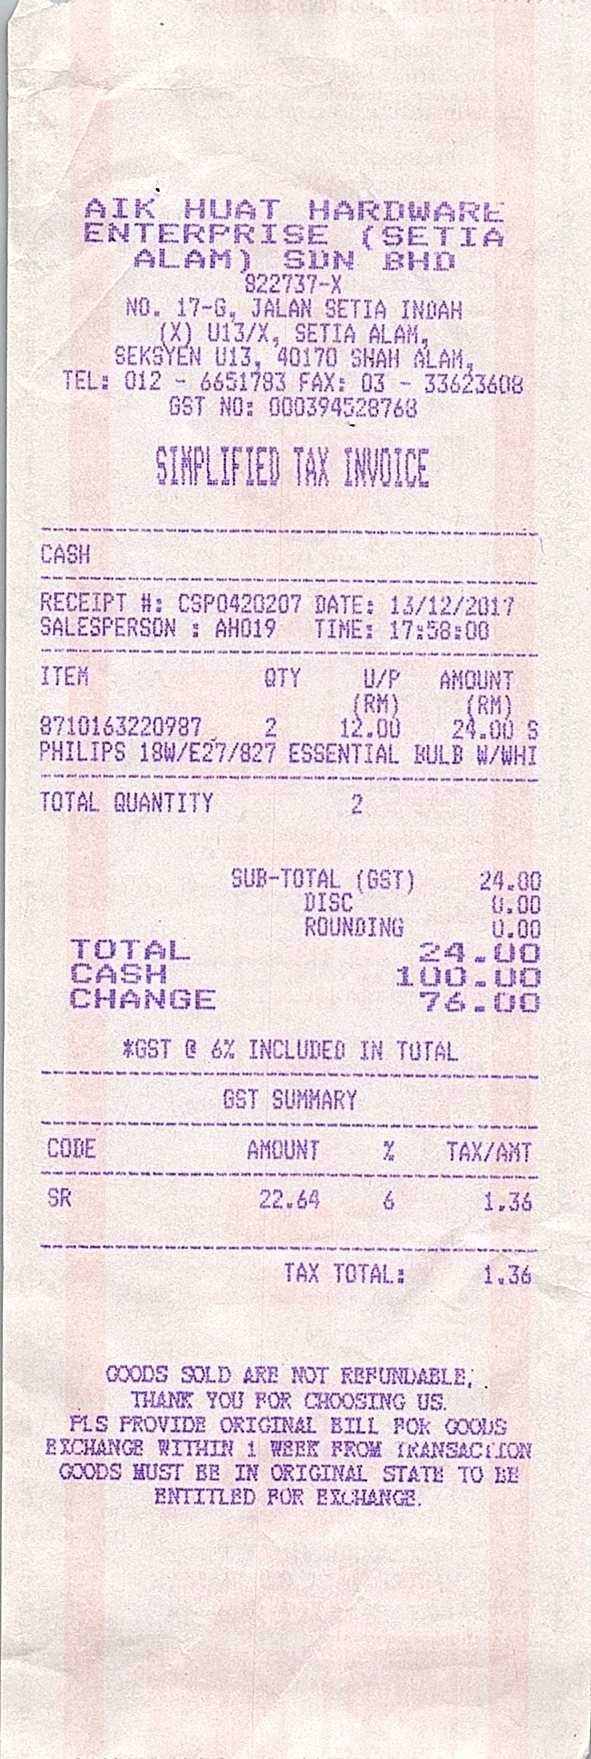 AIK HUAT HARDWARE
ENTERPRISE (SETIA
ALAM) SDN BHD
822737-X
NO. 17-G, JALAN SETIA INDAH
(X) U13/X, SETIA ALAM,
SEKSYEN U13, 40170 SHAH ALAM,
TEL: 012 - 6651783 FAX: 03 - 33623608
GST NO: 000394528768
SIMPLIFIED TAX INVOICE
CASH
RECEIPT #: CSP0420207 DATE: 13/12/2017
SALESPERSON : AH019 TIME: 17:58:00
ITEM QTY U/P AMOUNT
(RM) (RM)
8710163220987 2 12.00 24.00 S
PHILIPS 18W/E27/827 ESSENTIAL BULB W/WHI
TOTAL QUANTITY 2
SUB-TOTAL (GST) 24.00
DISC 0.00
ROUNDING 0.00
TOTAL 24.00
CASH 100.00
CHANGE 76.00
*GST @ 6% INCLUDED IN TOTAL
GST SUMMARY
CODE AMOUNT % TAX/AMT
SR 22.64 6 1.36
TAX TOTAL: 1.36
GOODS SOLD ARE NOT REFUNDABLE,
THANK YOU FOR CHOOSING US.
PLS PROVIDE ORIGINAL BILL FOR GOODS
EXCHANGE WITHIN 1 WEEK FROM TRANSACTION
GOODS MUST BE IN ORIGINAL STATE TO BE
ENTITLED FOR EXCHANGE.